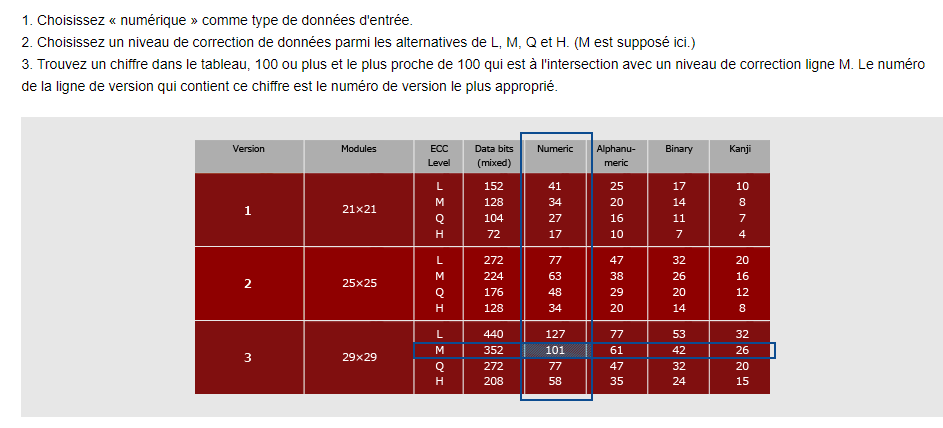 1. Choisissez « numérique » comme type de données d'entrée.
2. Choisissez un niveau de correction de données parmi les alternatives de L, M, Q et H. (M est supposé ici.)
3. Trouvez un chiffre dans le tableau, 100 ou plus et le plus proche de 100 qui est à l'intersection avec un niveau de correction ligne M. Le numéro
de la ligne de version qui contient ce chiffre est le numéro de version le plus approprié.
Version Modules ECC Data bits Numeric Alphanu- Binary Kanji
Level (mixed) meric
L 152 41 25 17 10
M 128 34 20 14 8
1 21×21
Q 104 27 16 11 7
H 72 17 10 7 4
L 272 77 47 32 20
M 224 63 38 26 16
2 25×25
Q 176 48 29 20 12
H 128 34 20 14 8
L 440 127 77 53 32
M 352 101 61 42 26
3 29×29
Q 272 77 47 32 20
H 208 58 35 24 15